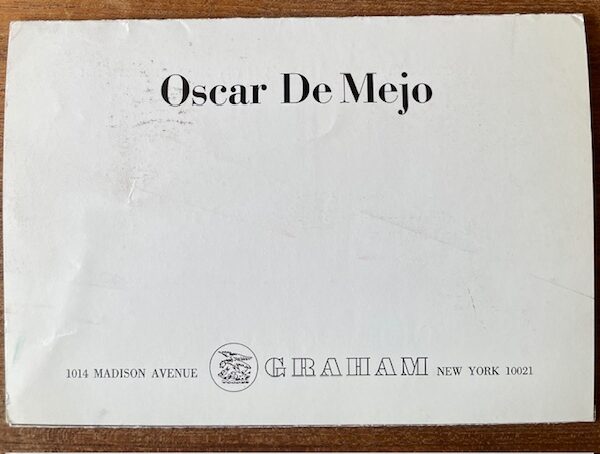 Oscar De Mejo
1014 MADISON AVENUE GRAHAM NEW YORK 10021